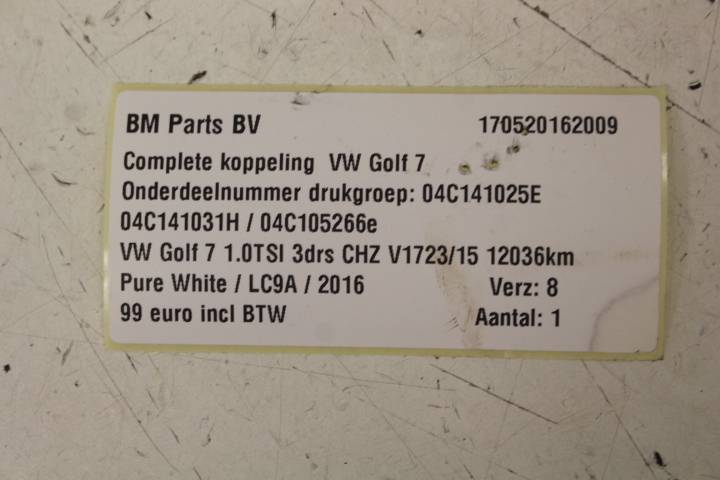 BM Parts BV 170520162009
Complete koppeling VW Golf 7
Onderdeelnummer drukgroep: 04C141025E
04C141031H / 04C105266e
VW Golf 7 1.0TSI 3drs CHZ V1723/15 12036km
Pure White / LC9A / 2016 Verz: 8
99 euro incl BTW Aantal: 1